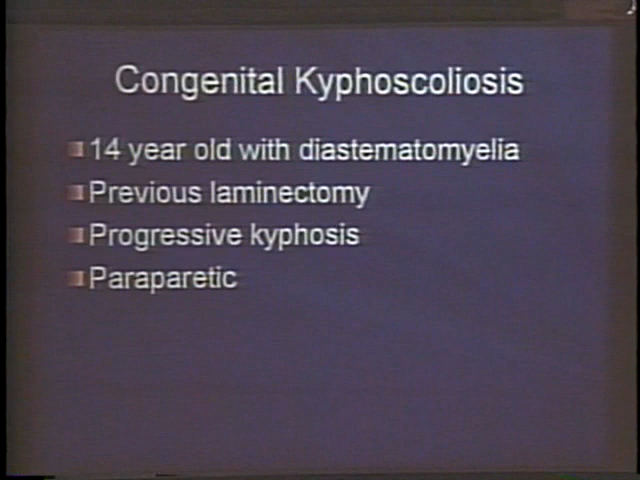 Congenital Kyphoscoliosis
14 year old with diastematomyelia
Previous laminectomy
Progressive kyphosis
Paraparetic